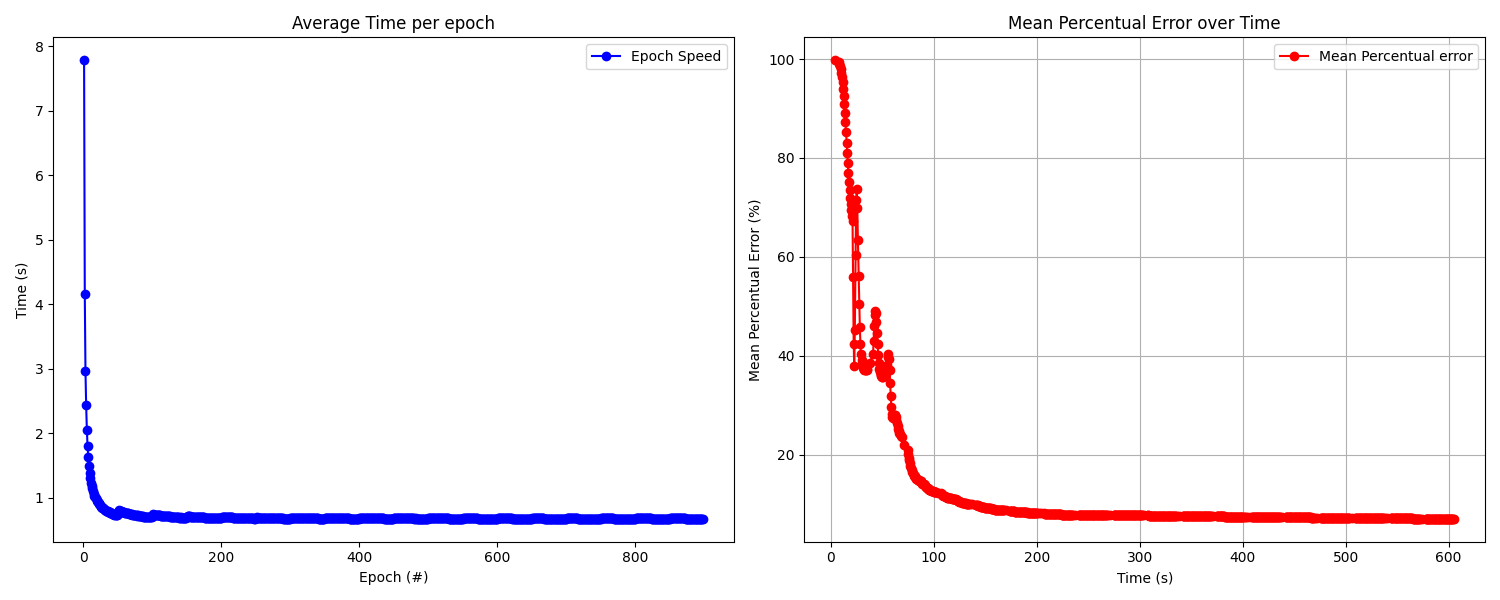 Average Time per epoch
Epoch Speed
8
7
6
5
4
3
2
1
Time (s)
0 200 400 600 800
Epoch (#)
Mean Percentual Error over Time
Mean Percentual error
100
80
60
40
20
Mean Percentual Error (%)
0 100 200 300 400 500 600
Time (s)